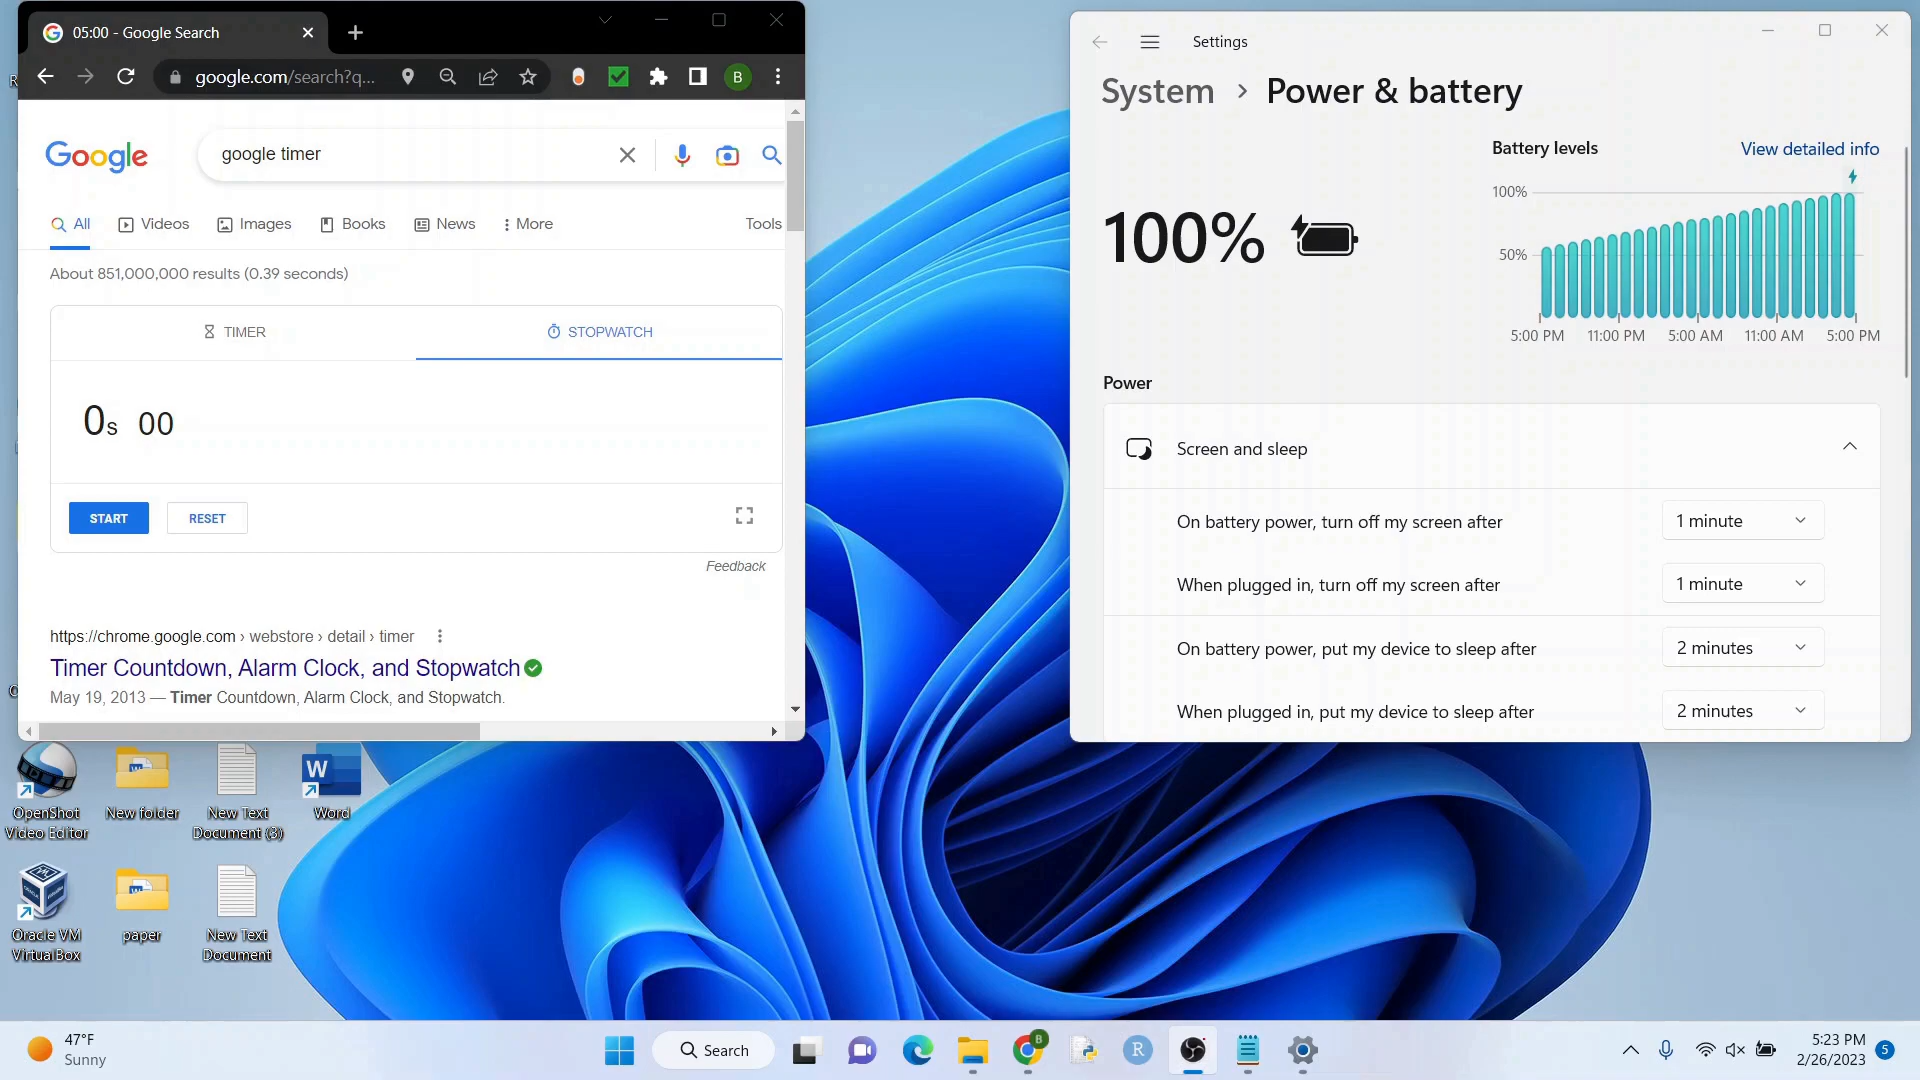 05:00 - Google Search
google.com/search?q...
B
Google
google timer
All
Videos
Images
Books
News
More
Tools
About 851,000,000 results (0.39 seconds)
TIMER
STOPWATCH
0s 00
START
RESET
Feedback
https://chrome.google.com › webstore › detail › timer
Timer Countdown, Alarm Clock, and Stopwatch
May 19, 2013 — Timer Countdown, Alarm Clock, and Stopwatch.
Settings
System > Power & battery
100%
Battery levels
View detailed info
100%
50%
5:00 PM
11:00 PM
5:00 AM
11:00 AM
5:00 PM
Power
Screen and sleep
On battery power, turn off my screen after
1 minute
When plugged in, turn off my screen after
1 minute
On battery power, put my device to sleep after
2 minutes
When plugged in, put my device to sleep after
2 minutes
OpenShot
Video Editor
New folder
New Text
Document (3)
W
Word
Oracle VM
VirtualBox
paper
New Text
Document
47°F
Sunny
Search
B
R
5:23 PM
2/26/2023
5